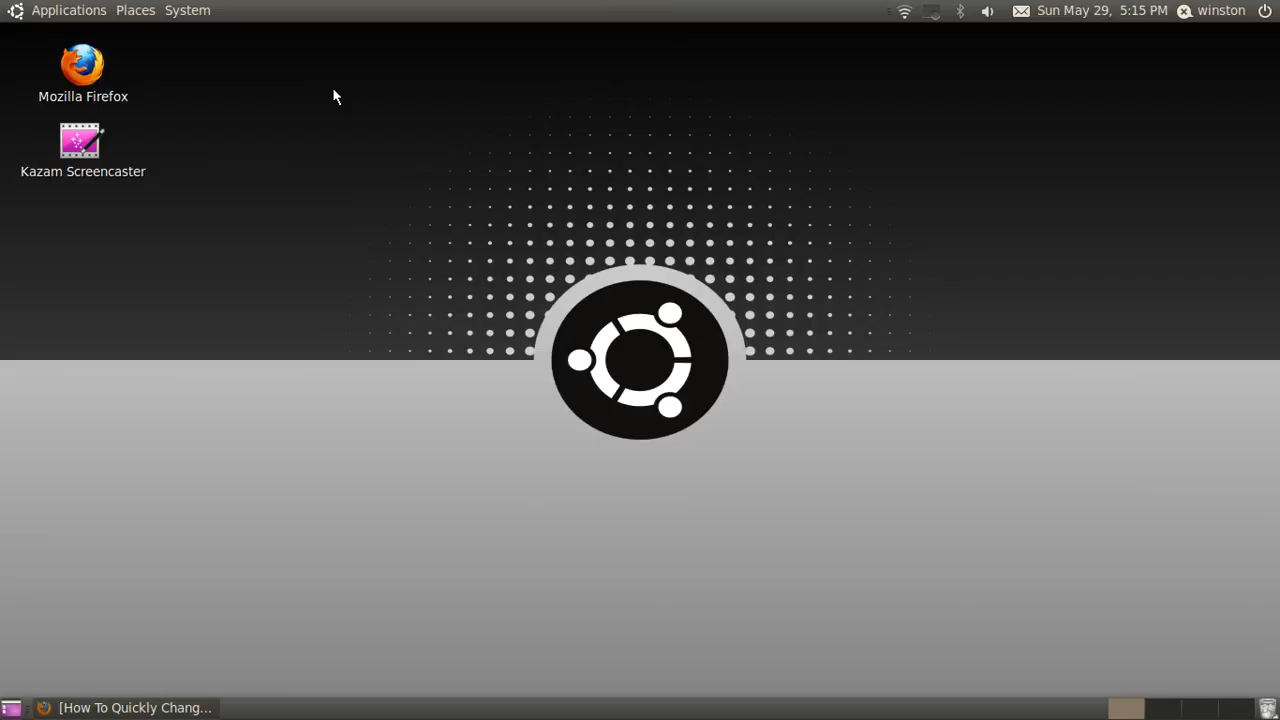 Applications Places System Sun May 29, 5:15 PM winston
Mozilla Firefox
Kazam Screencaster
[How To Quickly Chang...